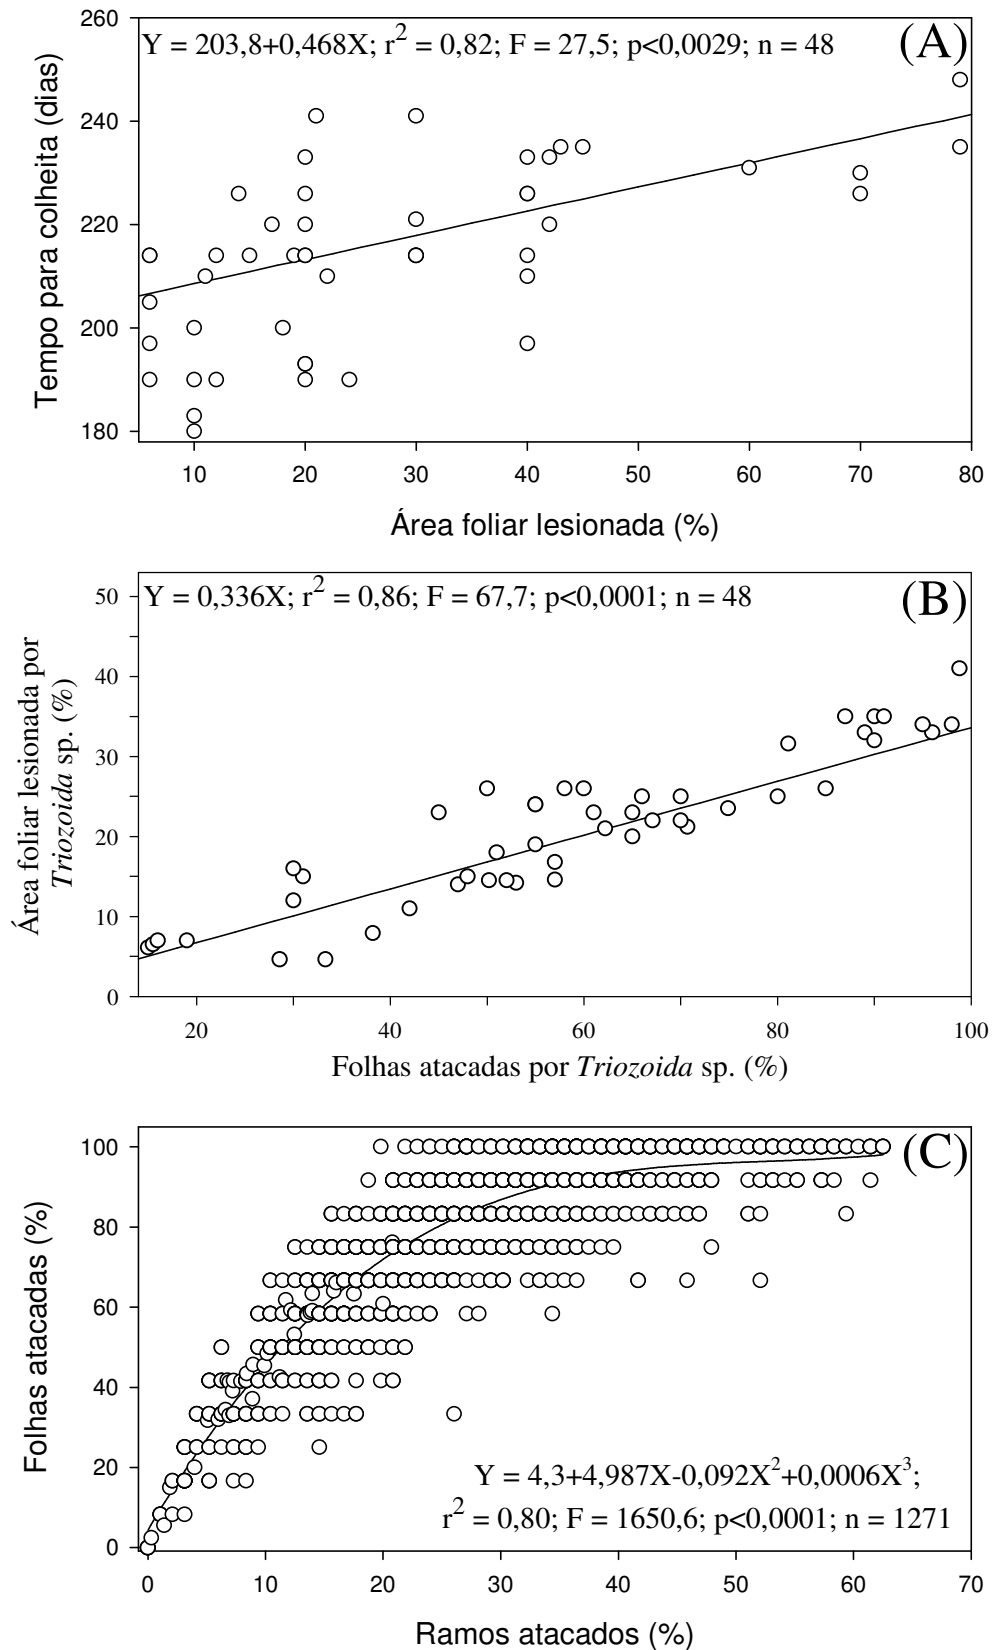 Y = 203,8+0,468X; r2 = 0,82; F = 27,5; p<0,0029; n = 48
(A)
260
240
220
200
180
Tempo para colheita (dias)
10 20 30 40 50 60 70 80
Área foliar lesionada (%)
Y = 0,336X; r2 = 0,86; F = 67,7; p<0,0001; n = 48
(B)
50
40
30
20
10
0
Área foliar lesionada por
Triozoida sp. (%)
20 40 60 80 100
Folhas atacadas por Triozoida sp. (%)
(C)
100
80
60
40
20
0
Folhas atacadas (%)
Y = 4,3+4,987X-0,092X2+0,0006X3;
r2 = 0,80; F = 1650,6; p<0,0001; n = 1271
0 10 20 30 40 50 60 70
Ramos atacados (%)